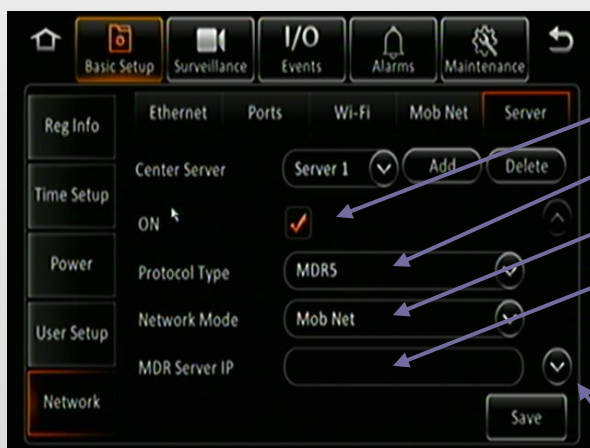 I/O
Basic Setup Surveillance Events Alarms Maintenance
Ethernet Ports Wi-Fi Mob Net Server
Reg Info
Center Server Server 1 Add Delete
Time Setup
ON
Power
Protocol Type MDR5
Network Mode Mob Net
User Setup
MDR Server IP
Network
Save